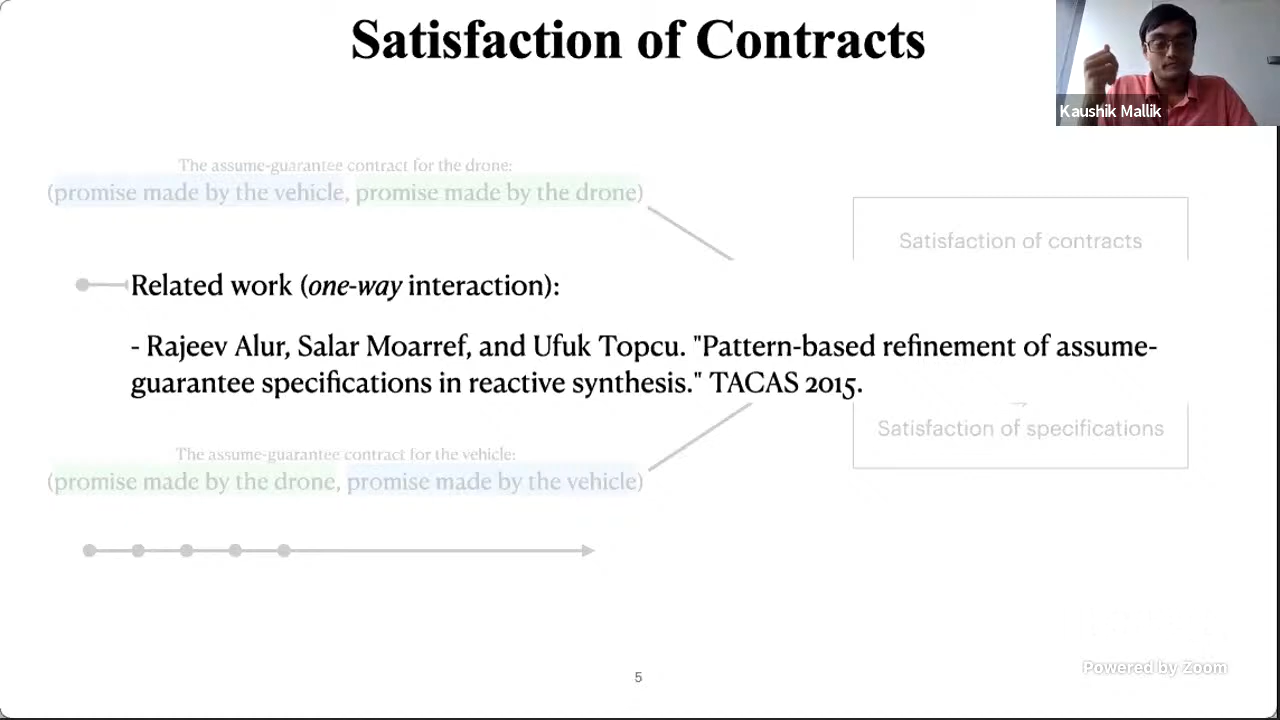 Satisfaction of Contracts
Kaushik Mallik
The assume-guarantee contract for the drone:
(promise made by the vehicle, promise made by the drone)
Satisfaction of contracts
Related work (one-way interaction):
- Rajeev Alur, Salar Moarref, and Ufuk Topcu. "Pattern-based refinement of assume-
guarantee specifications in reactive synthesis." TACAS 2015.
Satisfaction of specifications
The assume-guarantee contract for the vehicle:
(promise made by the drone, promise made by the vehicle)
Powered by Zoom
5